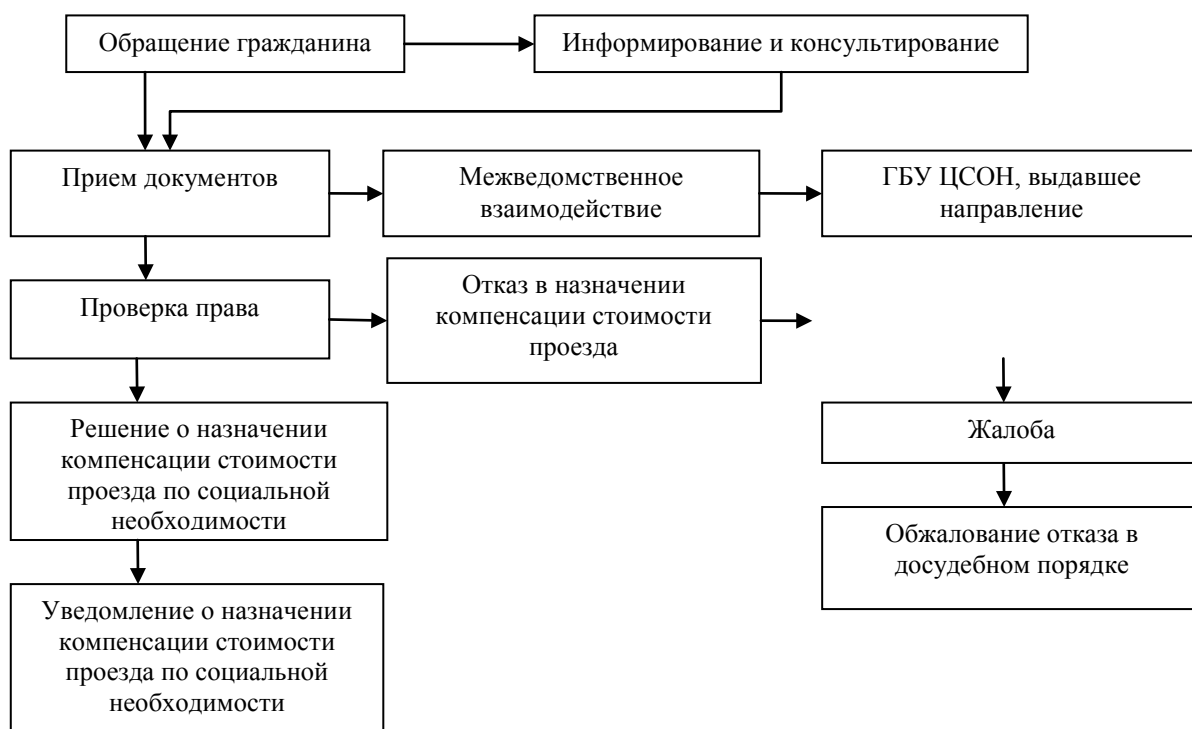 Обращение гражданина
Информирование и консультирование
Прием документов
Межведомственное
взаимодействие
ГБУ ЦСОН, выдавшее
направление
Проверка права
Отказ в назначении
компенсации стоимости
проезда
Решение о назначении
компенсации стоимости
проезда по социальной
необходимости
Жалоба
Обжалование отказа в
досудебном порядке
Уведомление о назначении
компенсации стоимости
проезда по социальной
необходимости